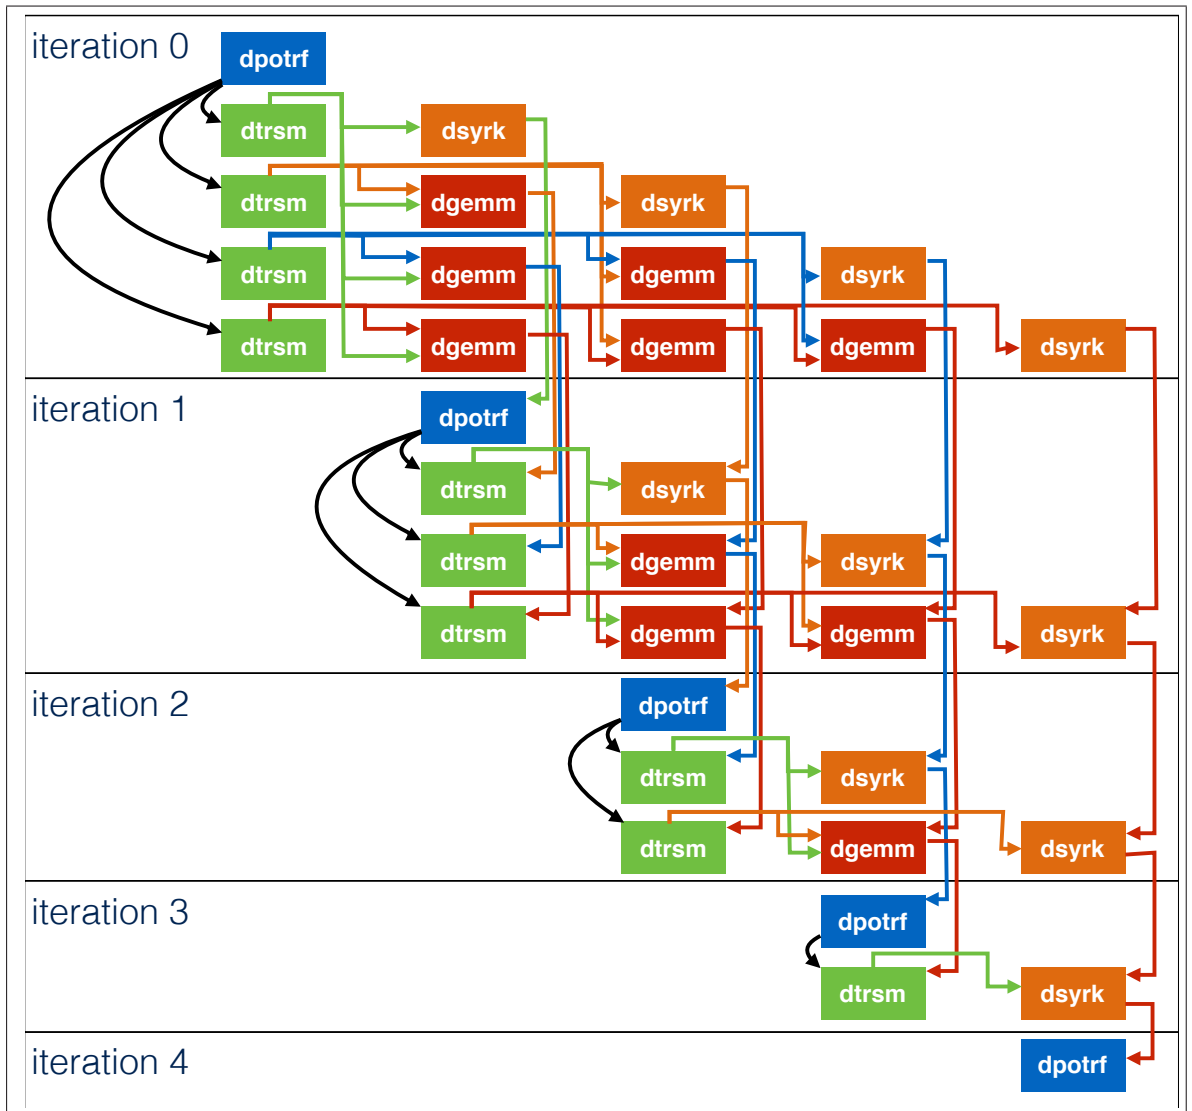 iteration 0
dpotrf
dtrsm dsyrk
dtrsm dgemm dsyrk
dtrsm dgemm dgemm dsyrk
dtrsm dgemm dgemm dgemm dsyrk
iteration 1
dpotrf
dtrsm dsyrk
dtrsm dgemm dsyrk
dtrsm dgemm dgemm dsyrk
iteration 2
dpotrf
dtrsm dsyrk
dtrsm dgemm dsyrk
iteration 3
dpotrf
dtrsm dsyrk
iteration 4
dpotrf